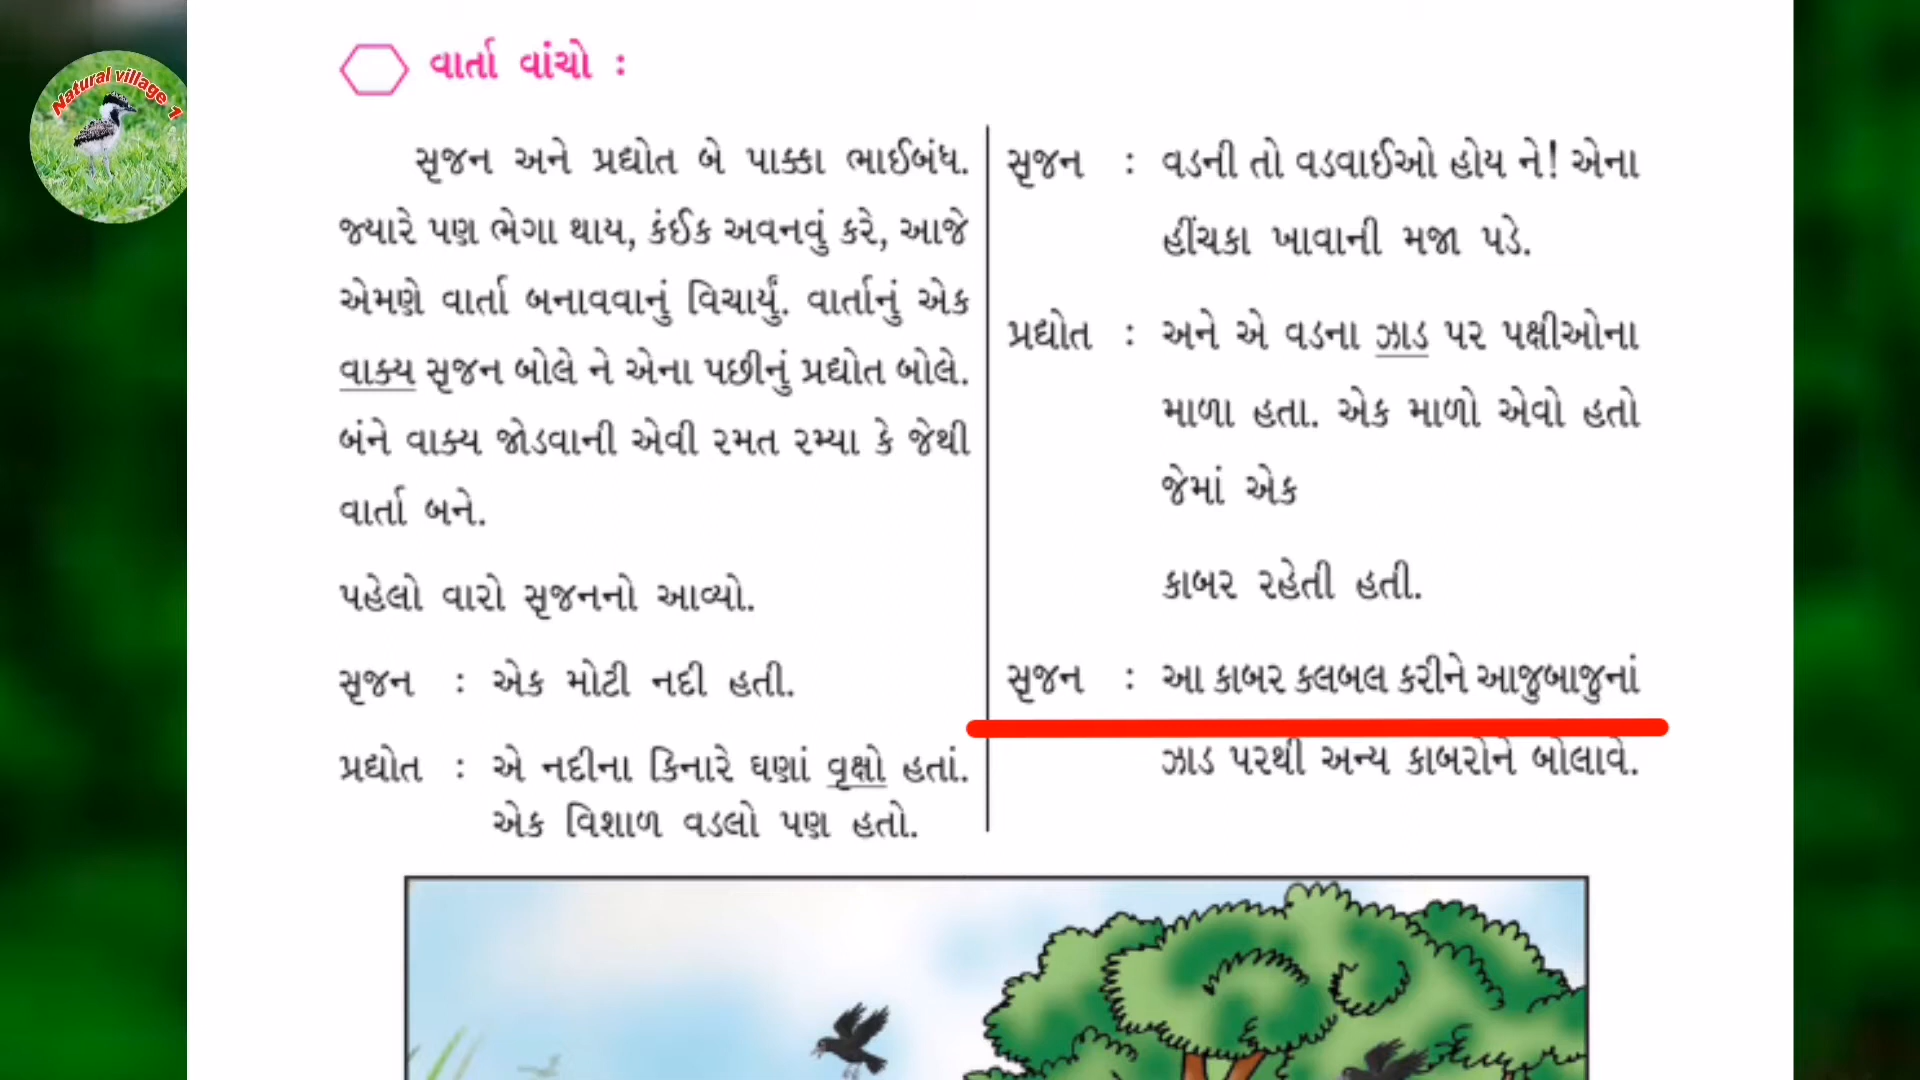 Natural village 1
વાર્તા વાંચો :
સૃજન અને પ્રદ્યોત બે પાક્કા ભાઈબંધ.
જ્યારે પણ ભેગા થાય, કંઈક અવનવું કરે, આજે
એમણે વાર્તા બનાવવાનું વિચાર્યું. વાર્તાનું એક
વાક્ય સૃજન બોલે ને એના પછીનું પ્રદ્યોત બોલે.
બંને વાક્ય જોડવાની એવી રમત રમ્યા કે જેથી
વાર્તા બને.
પહેલો વારો સૃજનનો આવ્યો.
સૃજન : એક મોટી નદી હતી.
પ્રદ્યોત : એ નદીના કિનારે ઘણાં વૃક્ષો હતાં.
એક વિશાળ વડલો પણ હતો.
સૃજન : વડની તો વડવાઈઓ હોય ને! એના
હીંચકા ખાવાની મજા પડે.
પ્રદ્યોત : અને એ વડના ઝાડ પર પક્ષીઓના
માળા હતા. એક માળો એવો હતો
જેમાં એક
કાબર રહેતી હતી.
સૃજન : આ કાબર કલબલ કરીને આજુબાજુનાં
ઝાડ પરથી અન્ય કાબરોને બોલાવે.